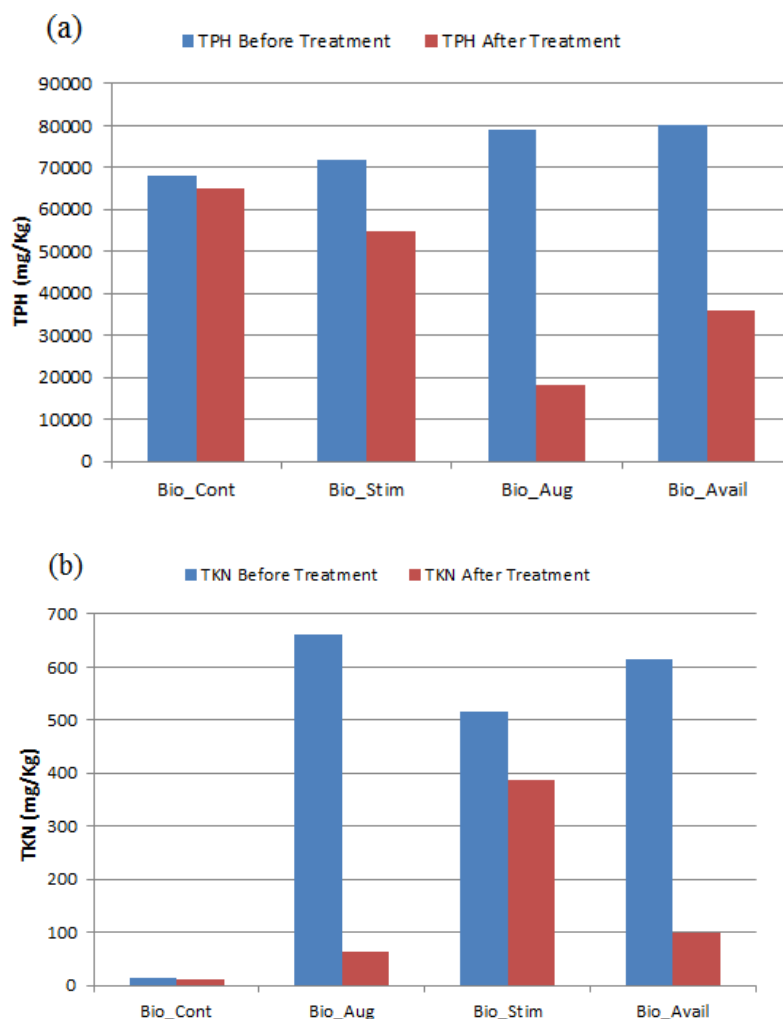 (a)
TPH Before Treatment TPH After Treatment
90000
80000
70000
60000
50000
40000
30000
20000
10000
0
TPH (mg/Kg)
Bio_Cont Bio_Stim Bio_Aug Bio_Avail
(b)
TKN Before Treatment TKN After Treatment
700
600
500
400
300
200
100
0
TKN (mg/Kg)
Bio_Cont Bio_Aug Bio_Stim Bio_Avail